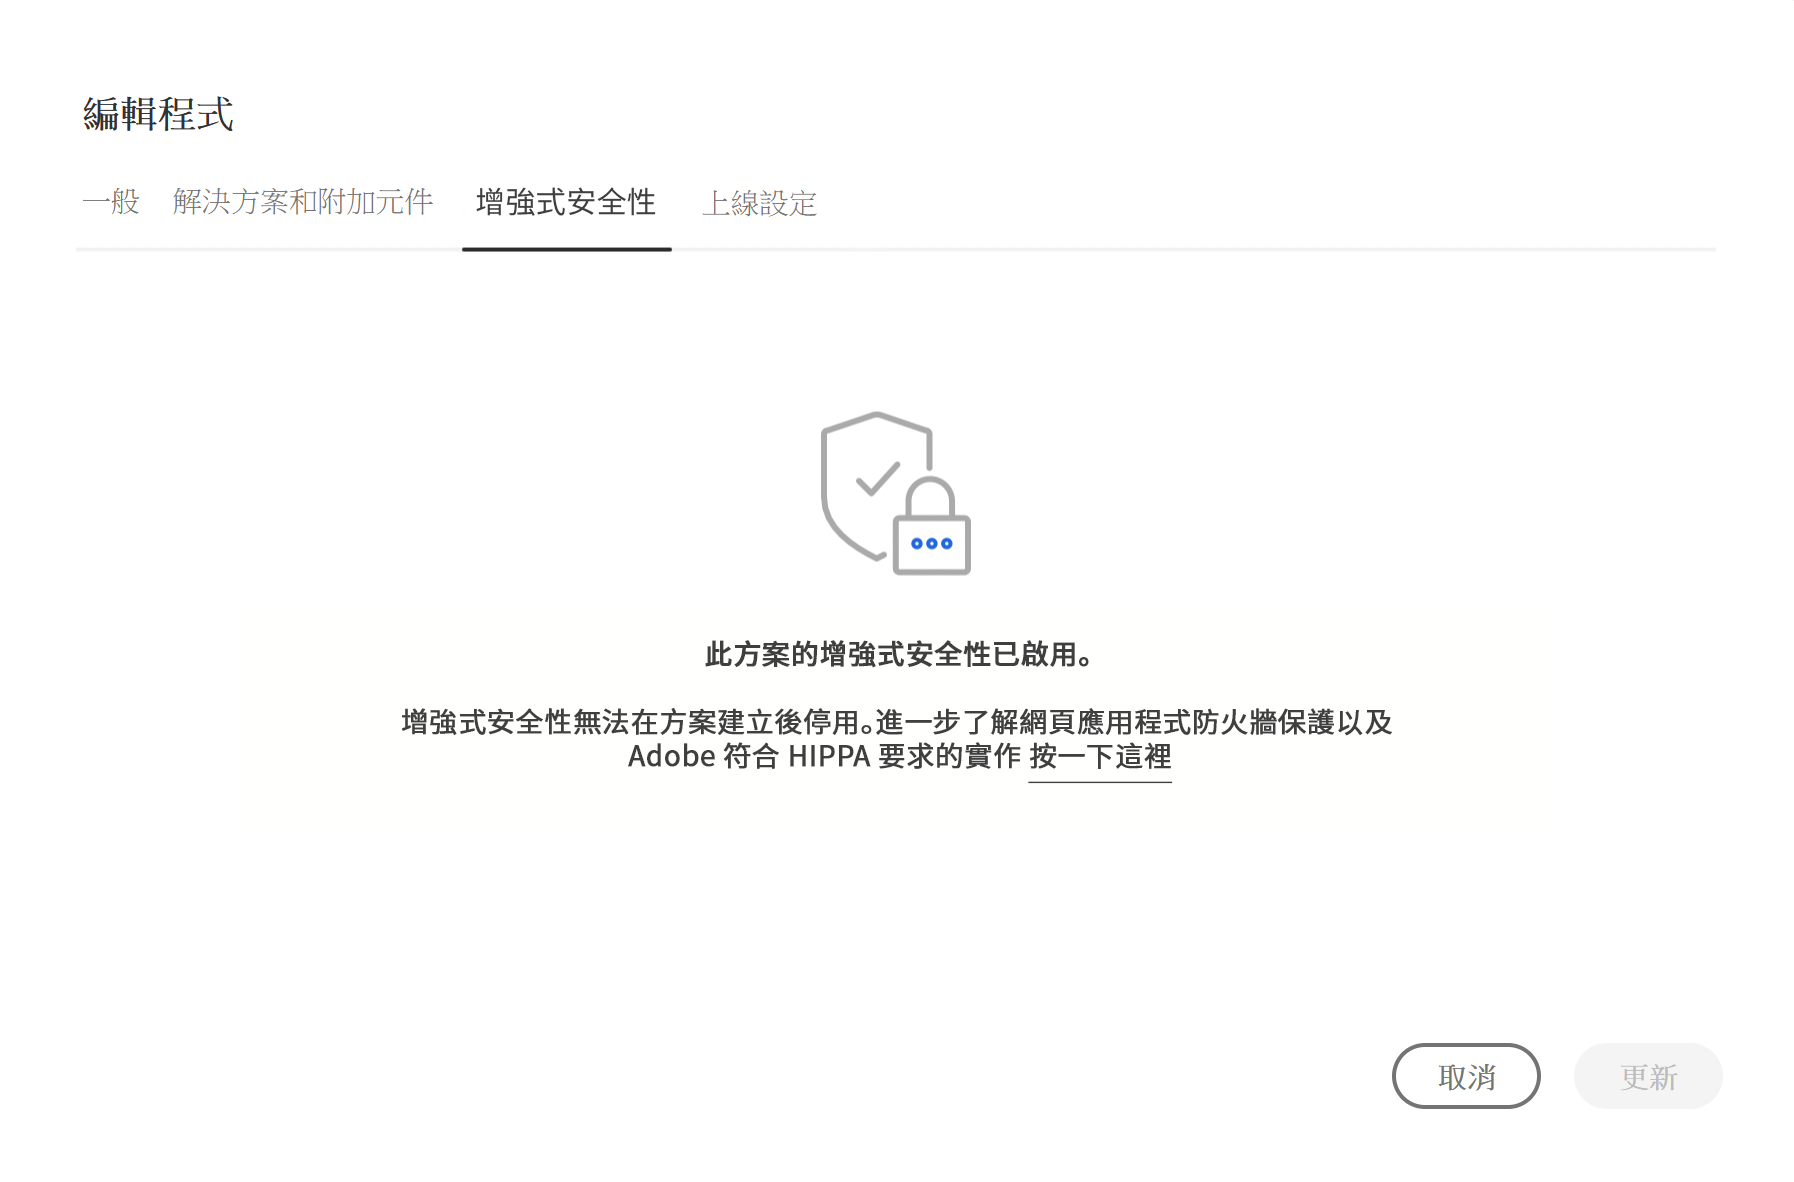 編輯程式
一般 解決方案和附加元件 增強式安全性 上線設定
此方案的增強式安全性已啟用。
增強式安全性無法在方案建立後停用。進一步了解網頁應用程式防火牆保護以及
Adobe 符合 HIPPA 要求的實作 按一下這裡
取消 更新